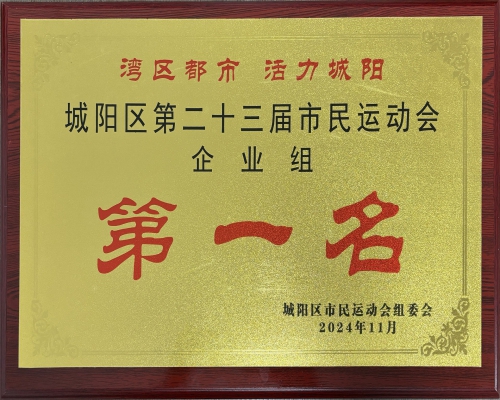 湾区都市 活力城阳
城阳区第二十三届市民运动会
企业组
第一名
城阳区市民运动会组委会
2024年11月